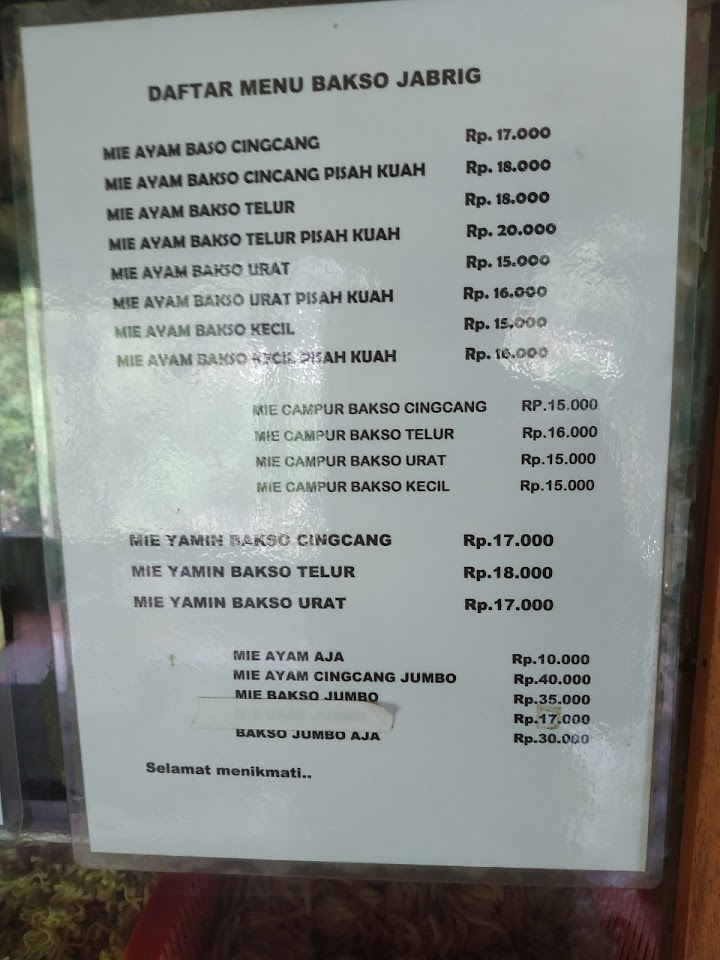 DAFTAR MENU BAKSO JABRIG
MIE AYAM BASO CINGCANG Rp. 17.000
MIE AYAM BAKSO CINCANG PISAH KUAH Rp. 18.000
MIE AYAM BAKSO TELUR Rp. 18.000
MIE AYAM BAKSO TELUR PISAH KUAH Rp. 20.000
MIE AYAM BAKSO URAT Rp. 15.000
MIE AYAM BAKSO URAT PISAH KUAH Rp. 16.000
MIE AYAM BAKSO KECIL Rp. 15.000
MIE AYAM BAKSO KECIL PISAH KUAH Rp. 16.000
MIE CAMPUR BAKSO CINGCANG RP.15.000
MIE CAMPUR BAKSO TELUR Rp.16.000
MIE CAMPUR BAKSO URAT Rp.15.000
MIE CAMPUR BAKSO KECIL Rp.15.000
MIE YAMIN BAKSO CINGCANG Rp.17.000
MIE YAMIN BAKSO TELUR Rp.18.000
MIE YAMIN BAKSO URAT Rp.17.000
MIE AYAM AJA Rp.10.000
MIE AYAM CINGCANG JUMBO Rp.40.000
MIE BAKSO JUMBO Rp.35.000
MIE URAT JUMBO Rp.17.000
BAKSO JUMBO AJA Rp.30.000
Selamat menikmati..